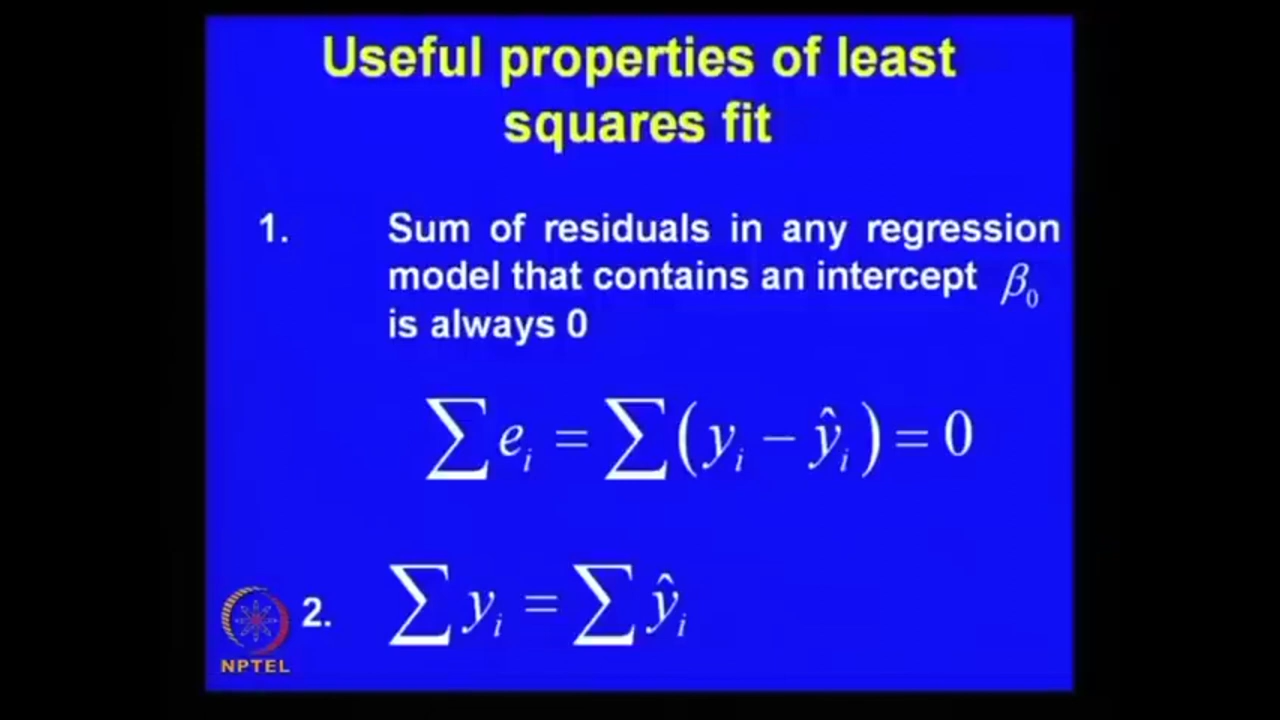 Useful properties of least
squares fit
1. Sum of residuals in any regression
model that contains an intercept β₀
is always 0
∑ eᵢ = ∑ (yᵢ − ŷᵢ) = 0
2. ∑ yᵢ = ∑ ŷᵢ
NPTEL